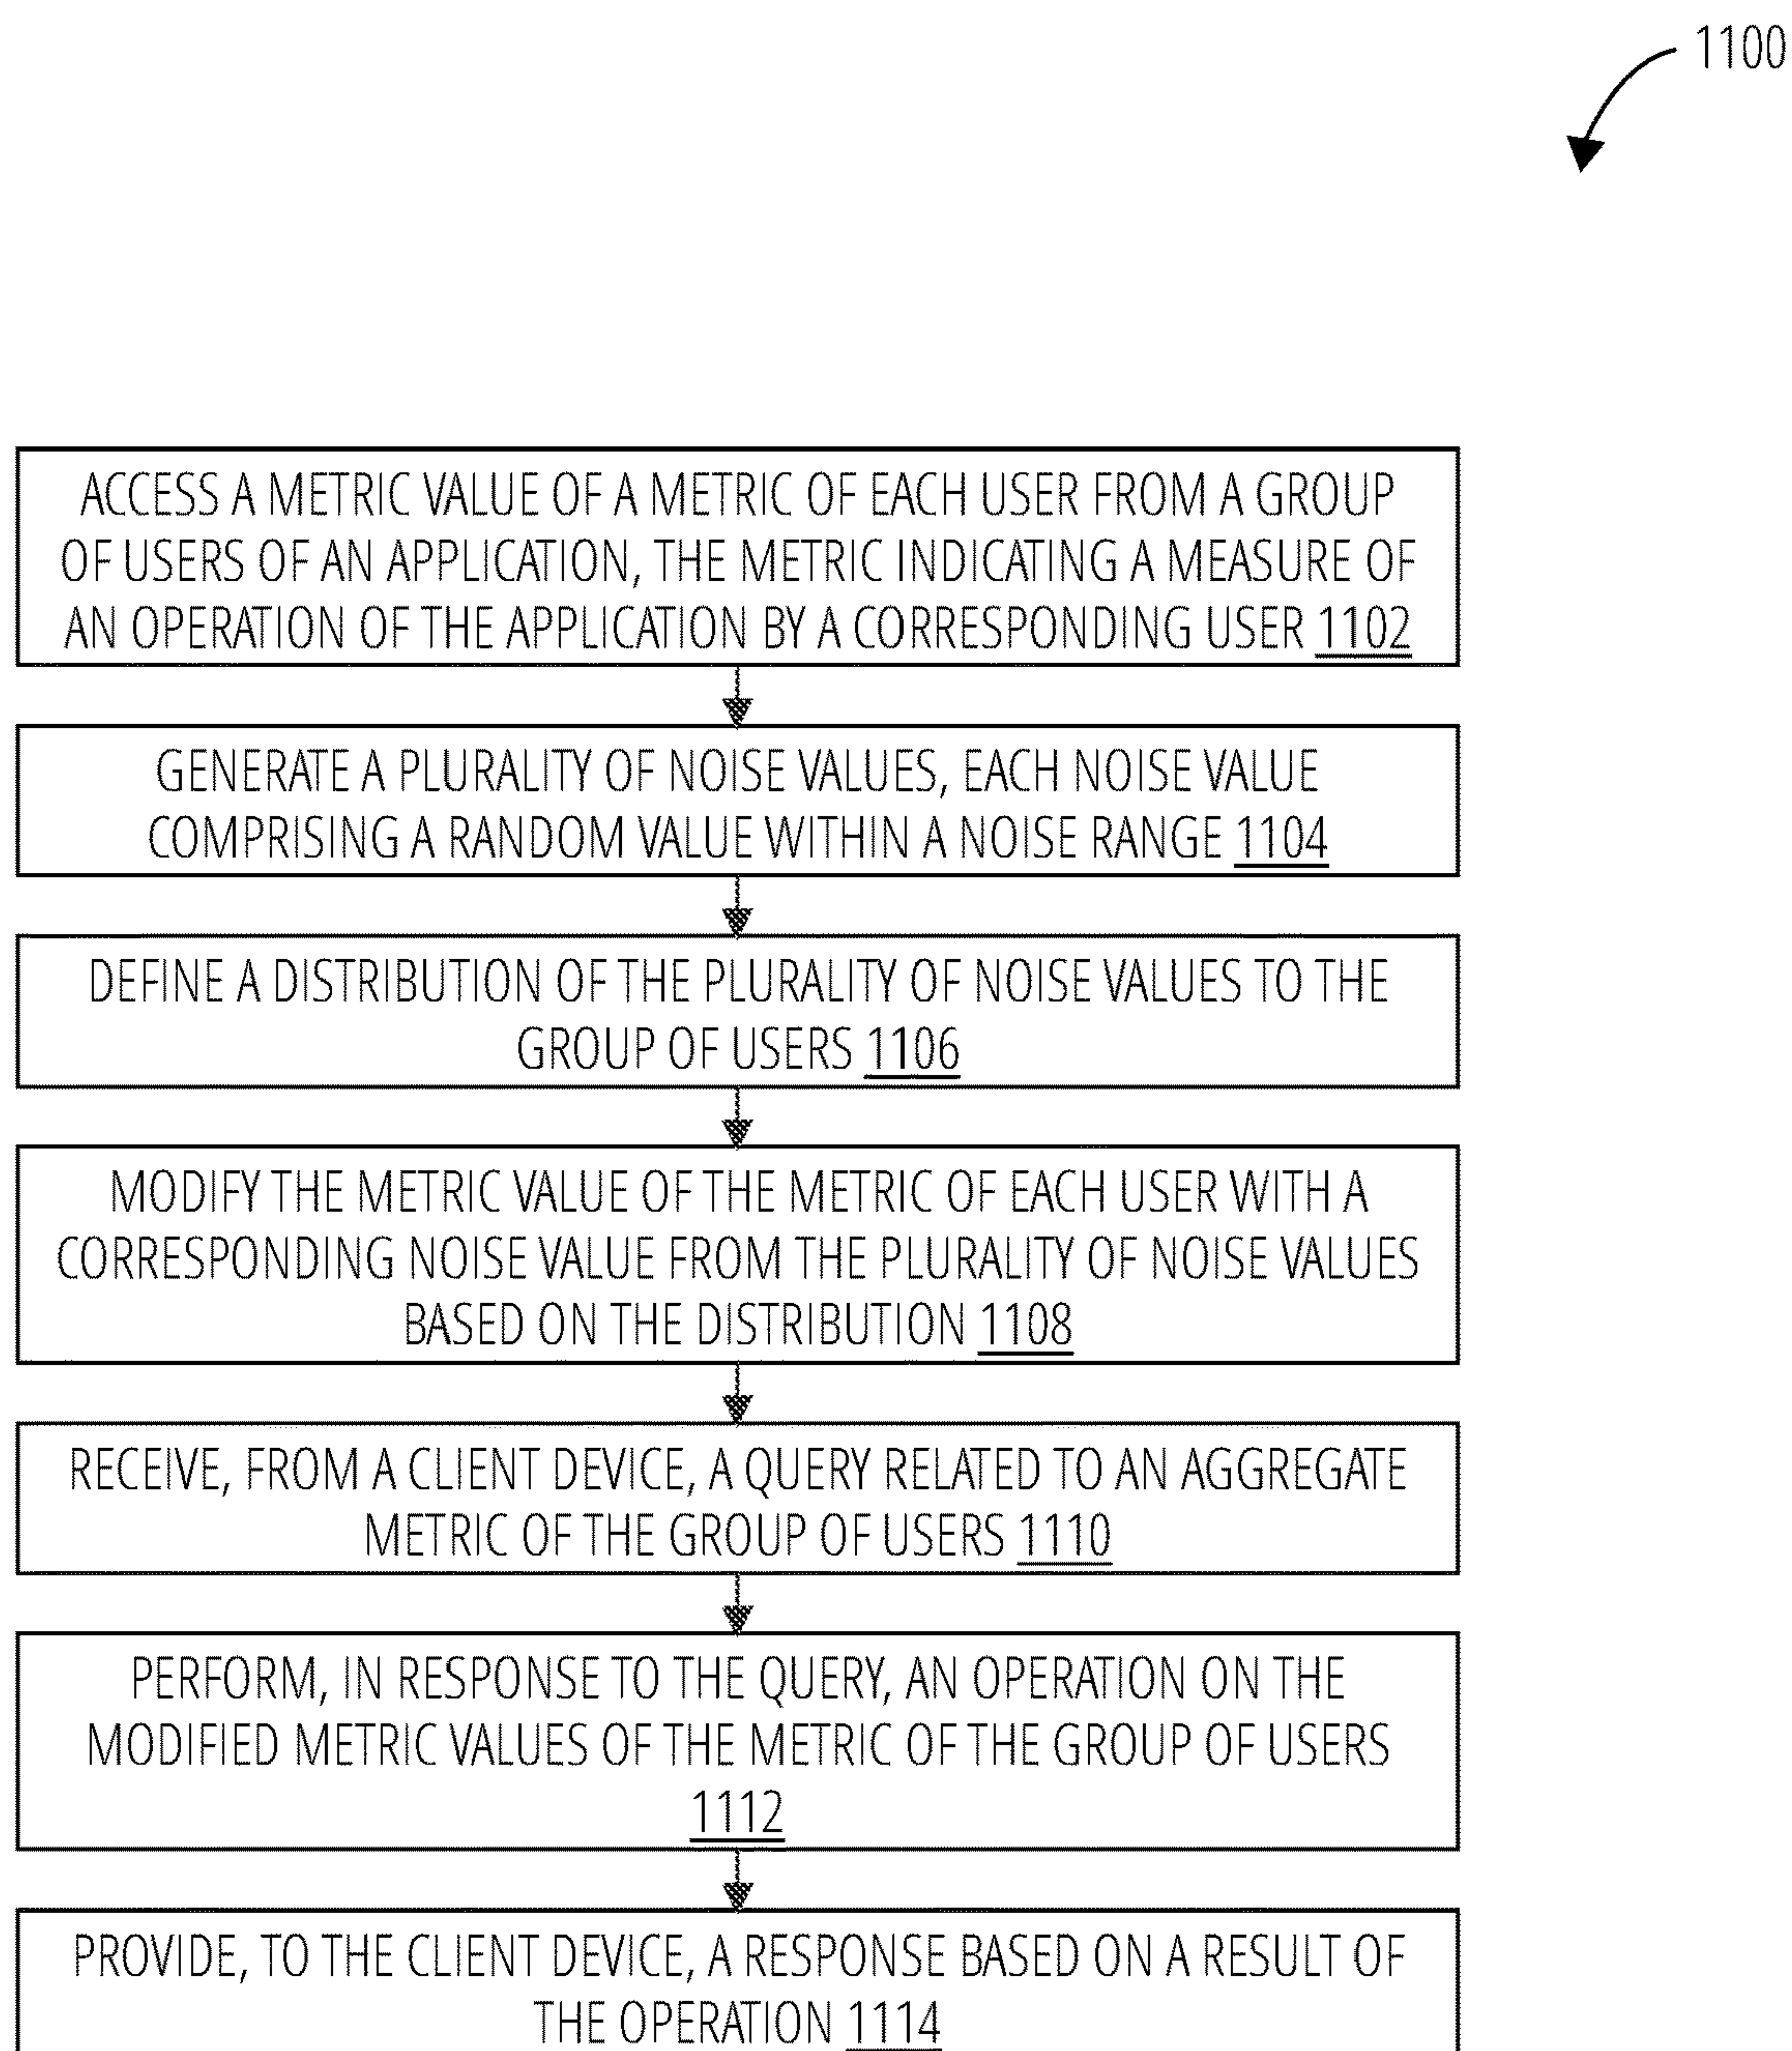 1100
ACCESS A METRIC VALUE OF A METRIC OF EACH USER FROM A GROUP
OF USERS OF AN APPLICATION, THE METRIC INDICATING A MEASURE OF
AN OPERATION OF THE APPLICATION BY A CORRESPONDING USER 1102
GENERATE A PLURALITY OF NOISE VALUES, EACH NOISE VALUE
COMPRISING A RANDOM VALUE WITHIN A NOISE RANGE 1104
DEFINE A DISTRIBUTION OF THE PLURALITY OF NOISE VALUES TO THE
GROUP OF USERS 1106
MODIFY THE METRIC VALUE OF THE METRIC OF EACH USER WITH A
CORRESPONDING NOISE VALUE FROM THE PLURALITY OF NOISE VALUES
BASED ON THE DISTRIBUTION 1108
RECEIVE, FROM A CLIENT DEVICE, A QUERY RELATED TO AN AGGREGATE
METRIC OF THE GROUP OF USERS 1110
PERFORM, IN RESPONSE TO THE QUERY, AN OPERATION ON THE
MODIFIED METRIC VALUES OF THE METRIC OF THE GROUP OF USERS
1112
PROVIDE, TO THE CLIENT DEVICE, A RESPONSE BASED ON A RESULT OF
THE OPERATION 1114